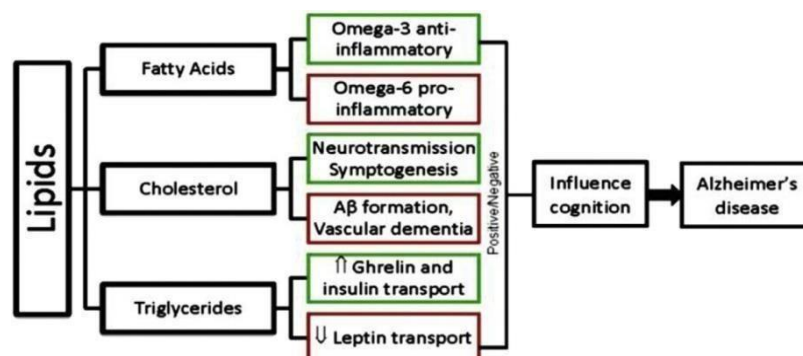 Lipids
Fatty Acids
Omega-3 anti-
inflammatory
Omega-6 pro-
inflammatory
Cholesterol
Neurotransmission
Symptogenesis
Aβ formation,
Vascular dementia
Triglycerides
⇑ Ghrelin and
insulin transport
⇓ Leptin transport
Positive/Negative
Influence
cognition
Alzheimer's
disease